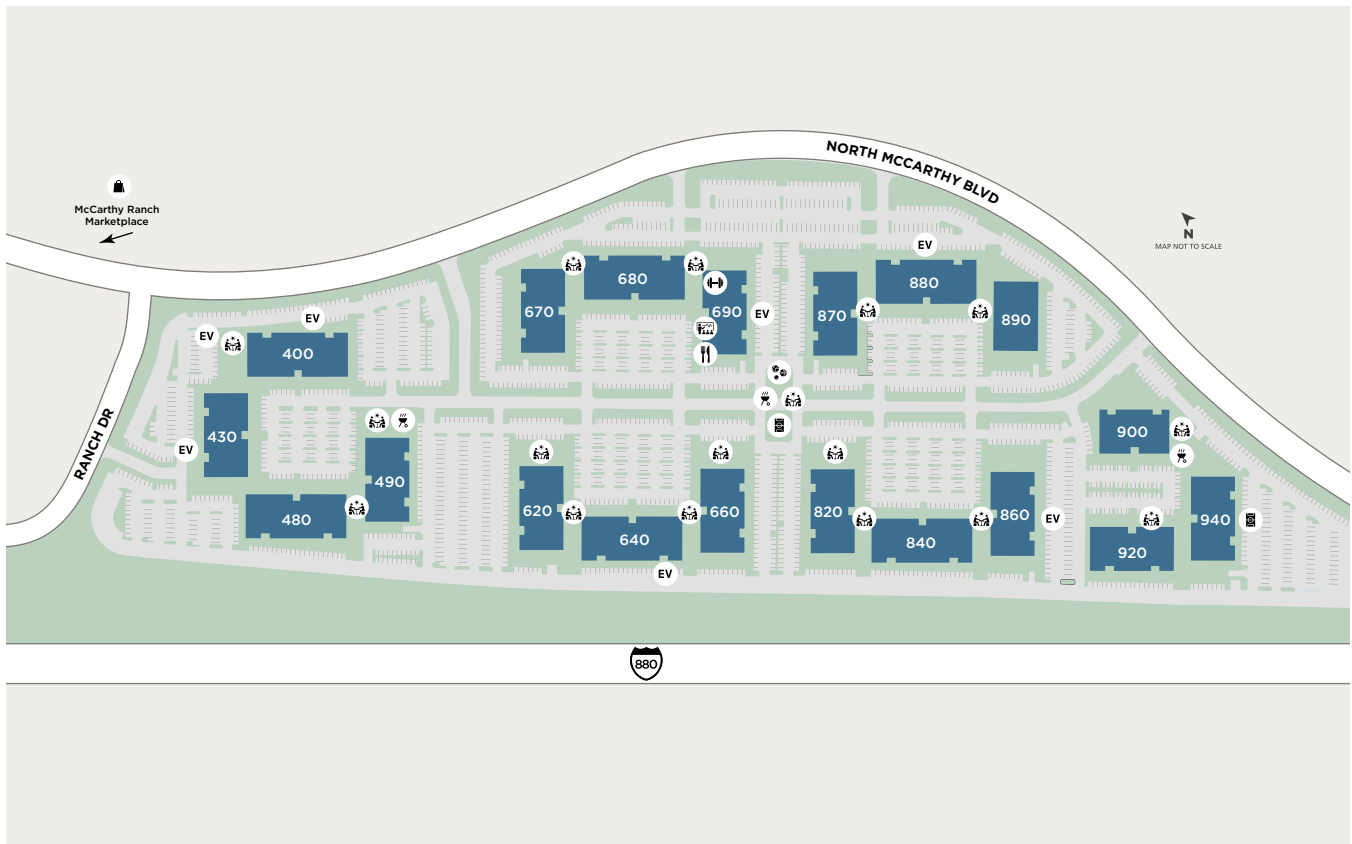 NORTH MCCARTHY BLVD
McCarthy Ranch
Marketplace
N
MAP NOT TO SCALE
EV
880
680
670
690
EV
870
890
EV
EV
400
RANCH DR
430
EV
490
480
620
640
660
EV
820
840
860
EV
900
920
940
880